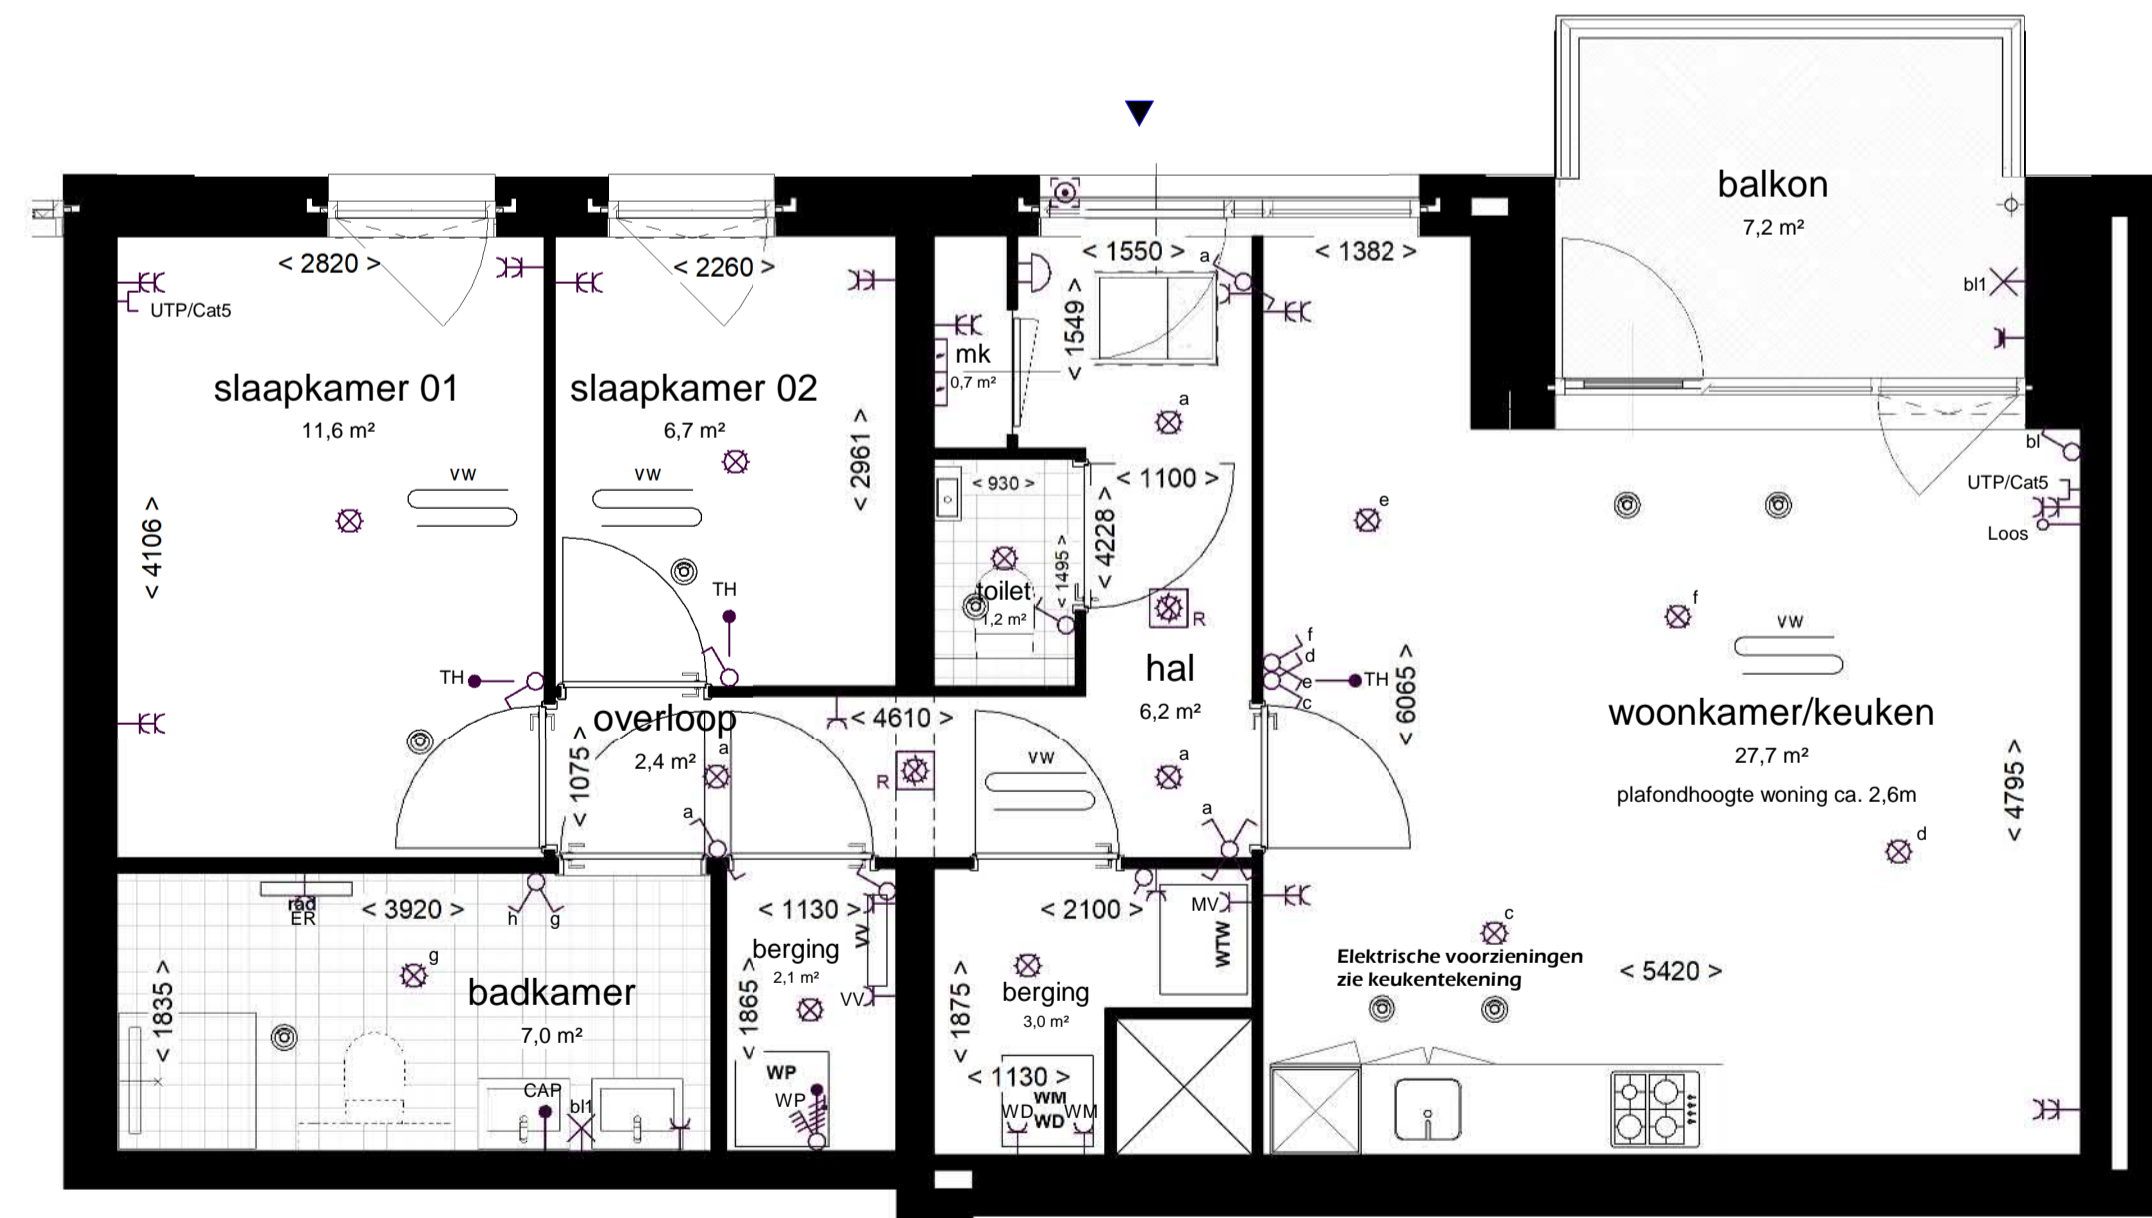 balkon
7,2 m²
bl1
< 2820 >
< 2260 >
< 1550 >
a
< 1382 >
UTP/Cat5
< 1549 >
mk
0,7 m²
slaapkamer 01
11,6 m²
slaapkamer 02
6,7 m²
a
< 2961 >
bl
vw
vw
< 930 >
< 1100 >
UTP/Cat5
e
Loos
< 4106 >
< 4228 >
< 1495 >
toilet
1,2 m²
TH
R
f
vw
TH
f
d
e
c
TH
hal
6,2 m²
< 6065 >
woonkamer/keuken
27,7 m²
plafondhoogte woning ca. 2,6m
overloop
2,4 m²
< 4610 >
a
< 1075 >
R
vw
a
< 4795 >
d
a
a
rad
ER
< 3920 >
h
g
< 1130 >
VV
< 2100 >
MV
WTW
c
Elektrische voorzieningen
zie keukentekening
< 5420 >
g
badkamer
7,0 m²
berging
2,1 m²
VV
berging
3,0 m²
< 1835 >
< 1865 >
< 1875 >
WP
WP
< 1130 >
CAP
bl1
WM
WD
WM
WD